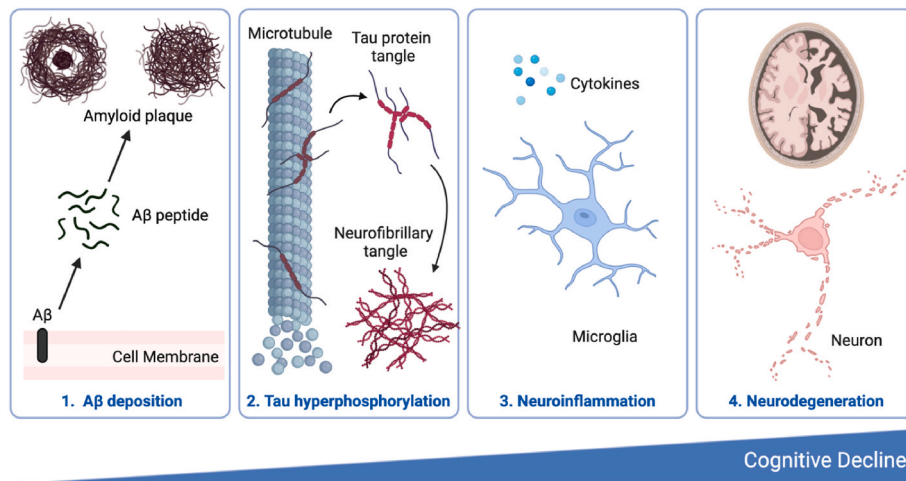 Amyloid plaque
Aβ peptide
Aβ
Cell Membrane
1. Aβ deposition
Microtubule
Tau protein
tangle
Neurofibrillary
tangle
2. Tau hyperphosphorylation
Cytokines
Microglia
3. Neuroinflammation
Neuron
4. Neurodegeneration
Cognitive Decline